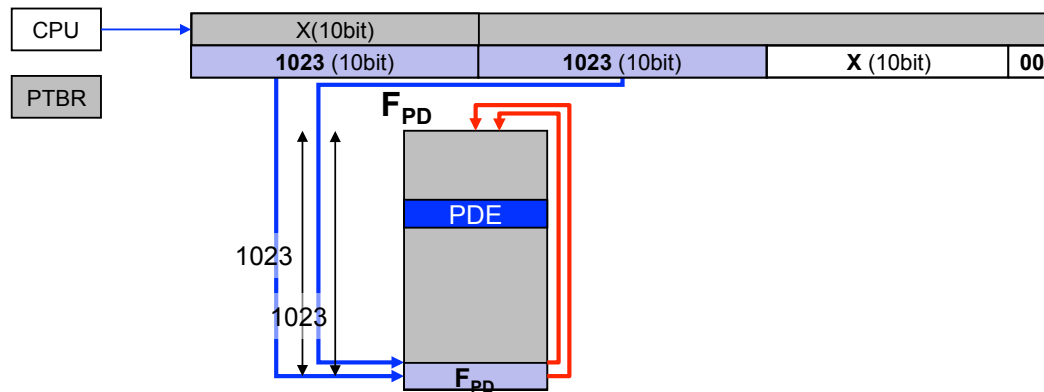 CPU
X(10bit)
1023 (10bit)
1023 (10bit)
X (10bit)
00
PTBR
FPD
PDE
1023
1023
FPD